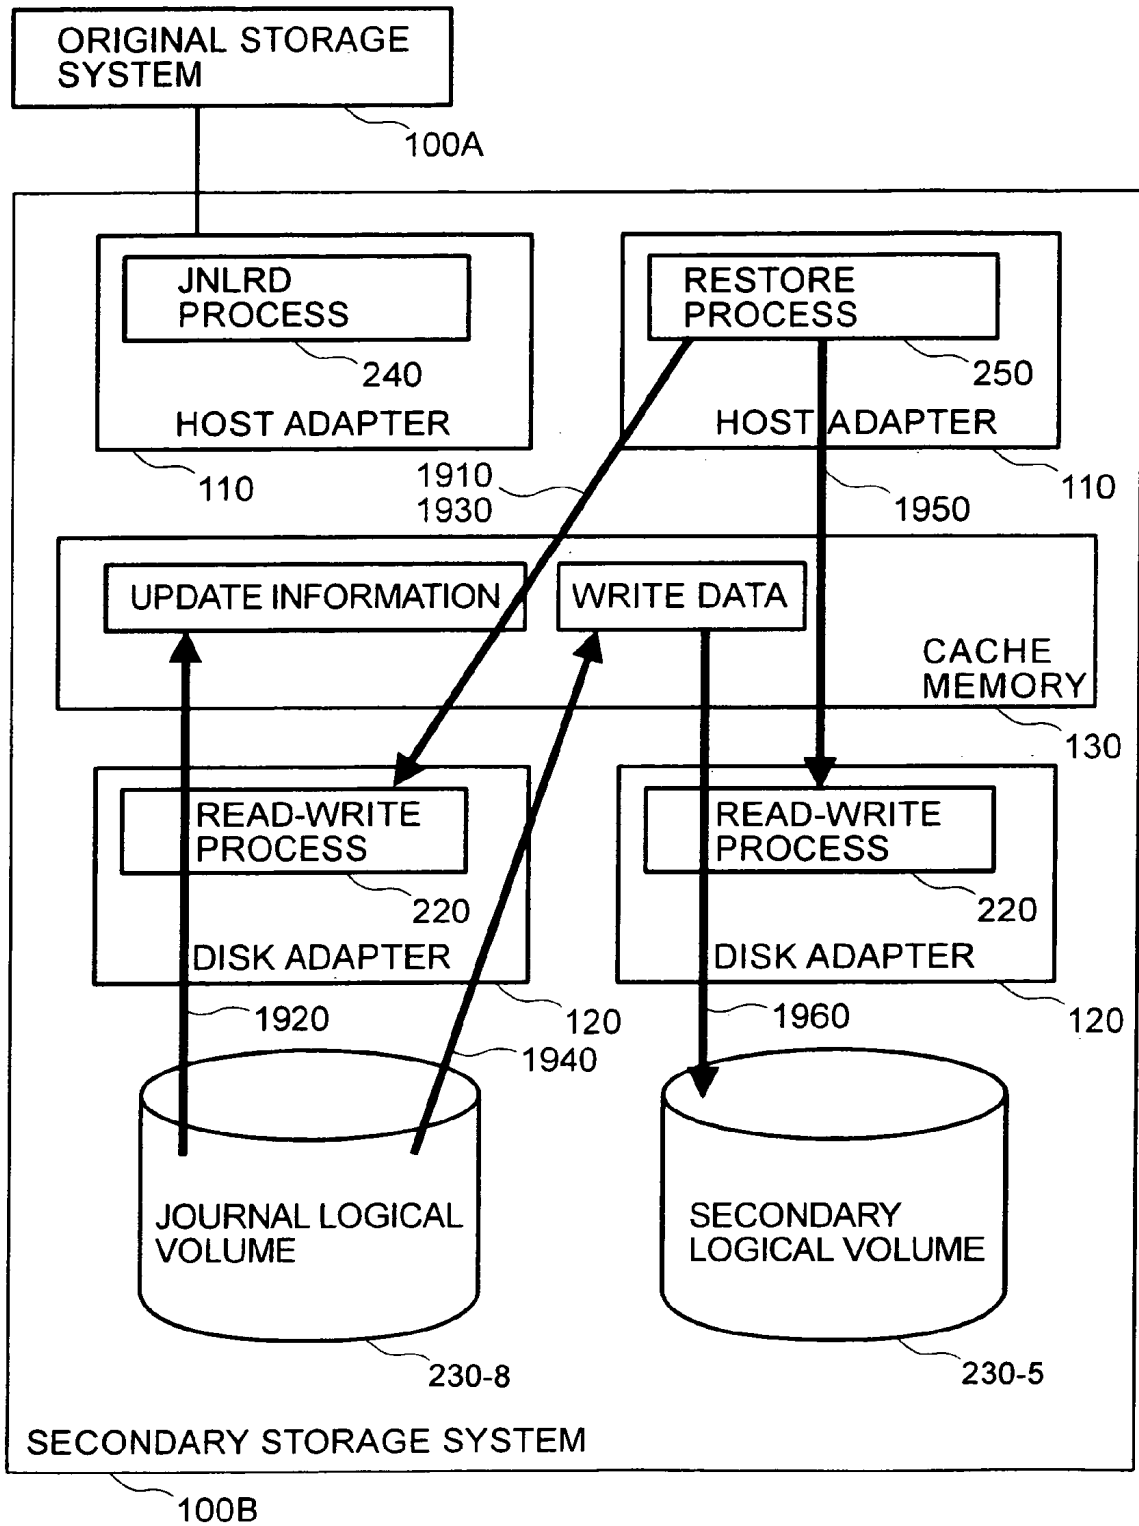 ORIGINAL STORAGE
SYSTEM
100A
JNLRD
PROCESS
240
HOST ADAPTER
110
RESTORE
PROCESS
250
HOST ADAPTER
110
1910
1930
1950
UPDATE INFORMATION
WRITE DATA
CACHE
MEMORY
130
READ-WRITE
PROCESS
220
DISK ADAPTER
120
READ-WRITE
PROCESS
220
DISK ADAPTER
120
1920
1940
1960
JOURNAL LOGICAL
VOLUME
230-8
SECONDARY
LOGICAL VOLUME
230-5
SECONDARY STORAGE SYSTEM
100B